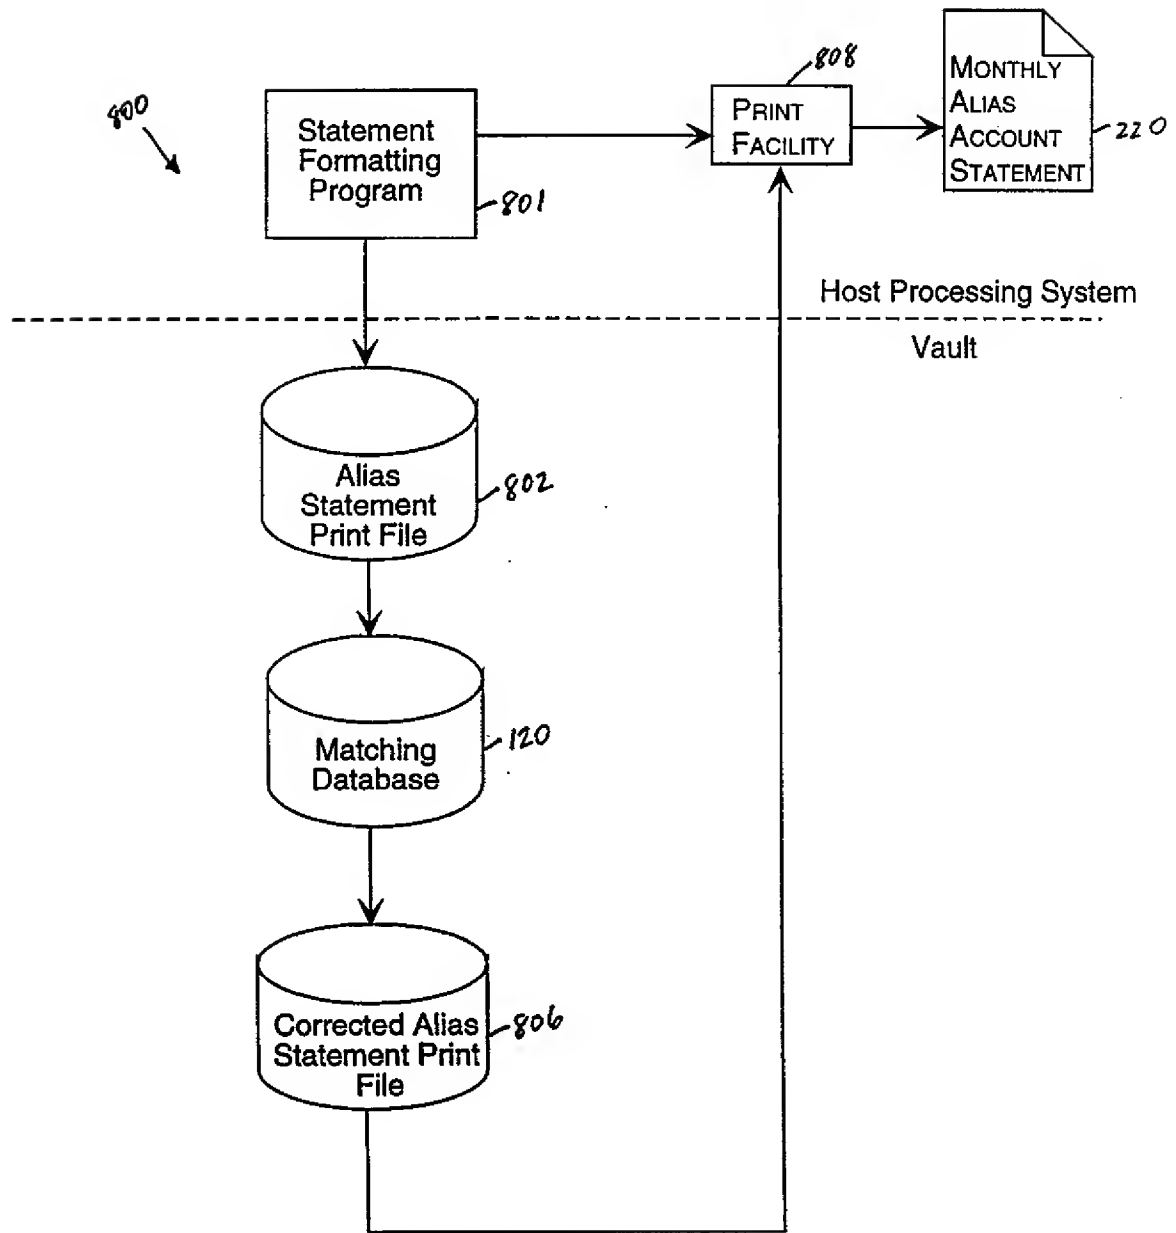 800
Statement
Formatting
Program
801
808
PRINT
FACILITY
MONTHLY
ALIAS
ACCOUNT
STATEMENT
220
Host Processing System
Vault
Alias
Statement
Print File
802
Matching
Database
120
Corrected Alias
Statement Print
File
806